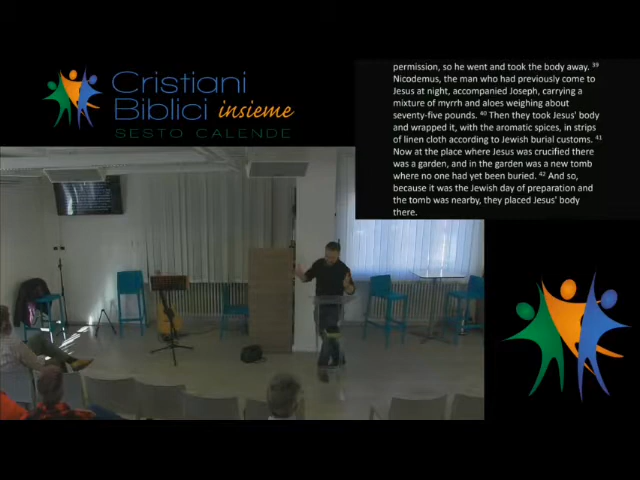 Cristiani
Biblici insieme
SESTO CALENDE
permission, so he went and took the body away. 39
Nicodemus, the man who had previously come to
Jesus at night, accompanied Joseph, carrying a
mixture of myrrh and aloes weighing about
seventy-five pounds. 40 Then they took Jesus' body
and wrapped it, with the aromatic spices, in strips
of linen cloth according to Jewish burial customs. 41
Now at the place where Jesus was crucified there
was a garden, and in the garden was a new tomb
where no one had yet been buried. 42 And so,
because it was the Jewish day of preparation and
the tomb was nearby, they placed Jesus' body
there.